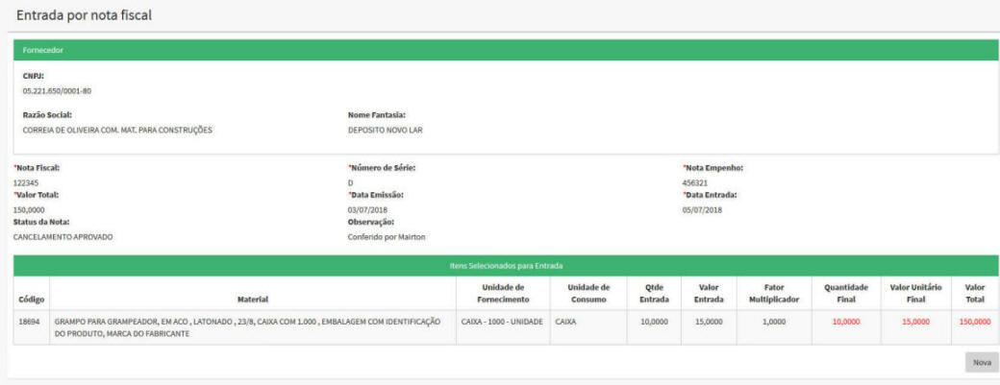 Entrada por nota fiscal
Fornecedor
CNPJ:
05.221.650/0001-80
Razão Social: Nome Fantasia:
CORREIA DE OLIVEIRA COM. MAT. PARA CONSTRUÇÕES DEPOSITO NOVO LAR
*Nota Fiscal: *Número de Série: *Nota Empenho:
122345 D 456321
*Valor Total: *Data Emissão: *Data Entrada:
150,0000 03/07/2018 05/07/2018
Status da Nota: Observação:
CANCELAMENTO APROVADO Conferido por Mairton
Itens Selecionados para Entrada
Código Material Unidade de Fornecimento Unidade de Consumo Qtde Entrada Valor Entrada Fator Multiplicador Quantidade Final Valor Unitário Final Valor Total
18694 GRAMPO PARA GRAMPEADOR, EM ACO , LATONADO , 23/8, CAIXA COM 1.000 , EMBALAGEM COM IDENTIFICAÇÃO CAIXA - 1000 - UNIDADE CAIXA 10,0000 15,0000 1,0000 10,0000 15,0000 150,0000
DO PRODUTO, MARCA DO FABRICANTE
Nova